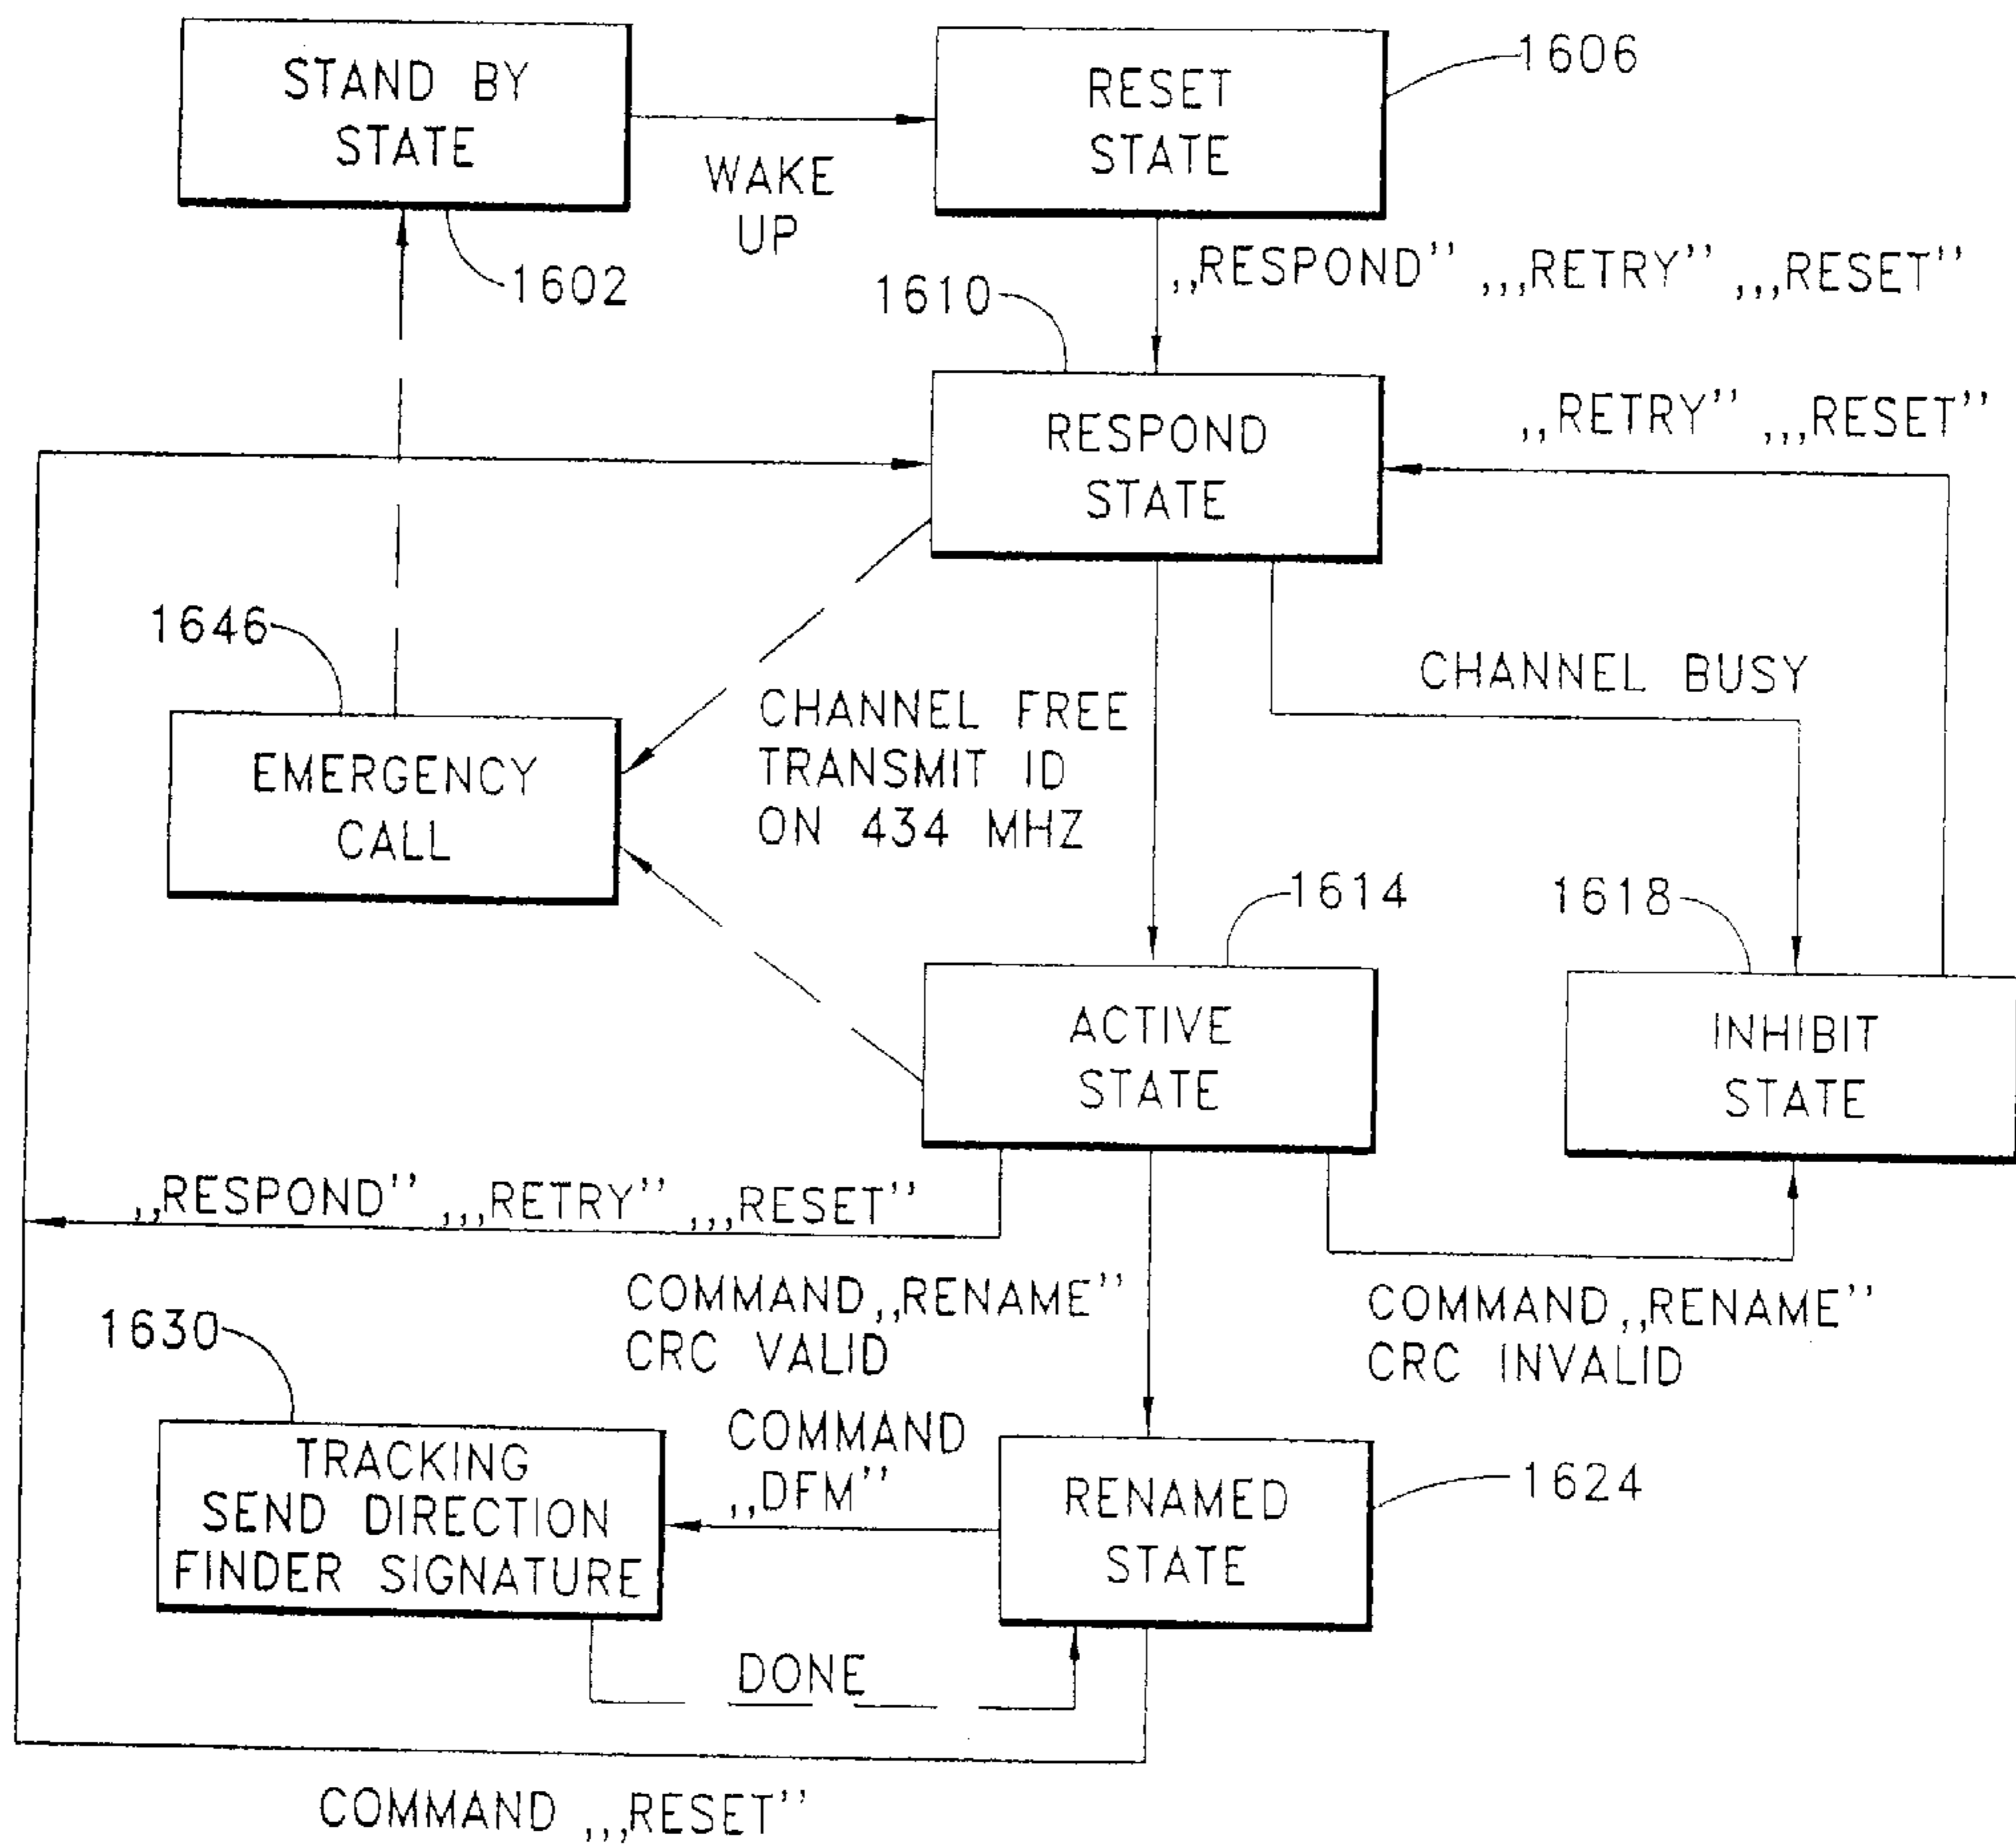 STAND BY
STATE
RESET
STATE
1606
WAKE
UP
1602
,,RESPOND" ,,,RETRY" ,,,RESET"
1610
RESPOND
STATE
,,RETRY" ,,,RESET"
1646
CHANNEL BUSY
EMERGENCY
CALL
CHANNEL FREE
TRANSMIT ID
ON 434 MHZ
1614
1618
ACTIVE
STATE
INHIBIT
STATE
,,RESPOND" ,,,RETRY" ,,,RESET"
COMMAND,,RENAME"
CRC VALID
COMMAND,,RENAME"
CRC INVALID
1630
TRACKING
SEND DIRECTION
FINDER SIGNATURE
COMMAND
,,DFM"
RENAMED
STATE
1624
DONE
COMMAND ,,,RESET"